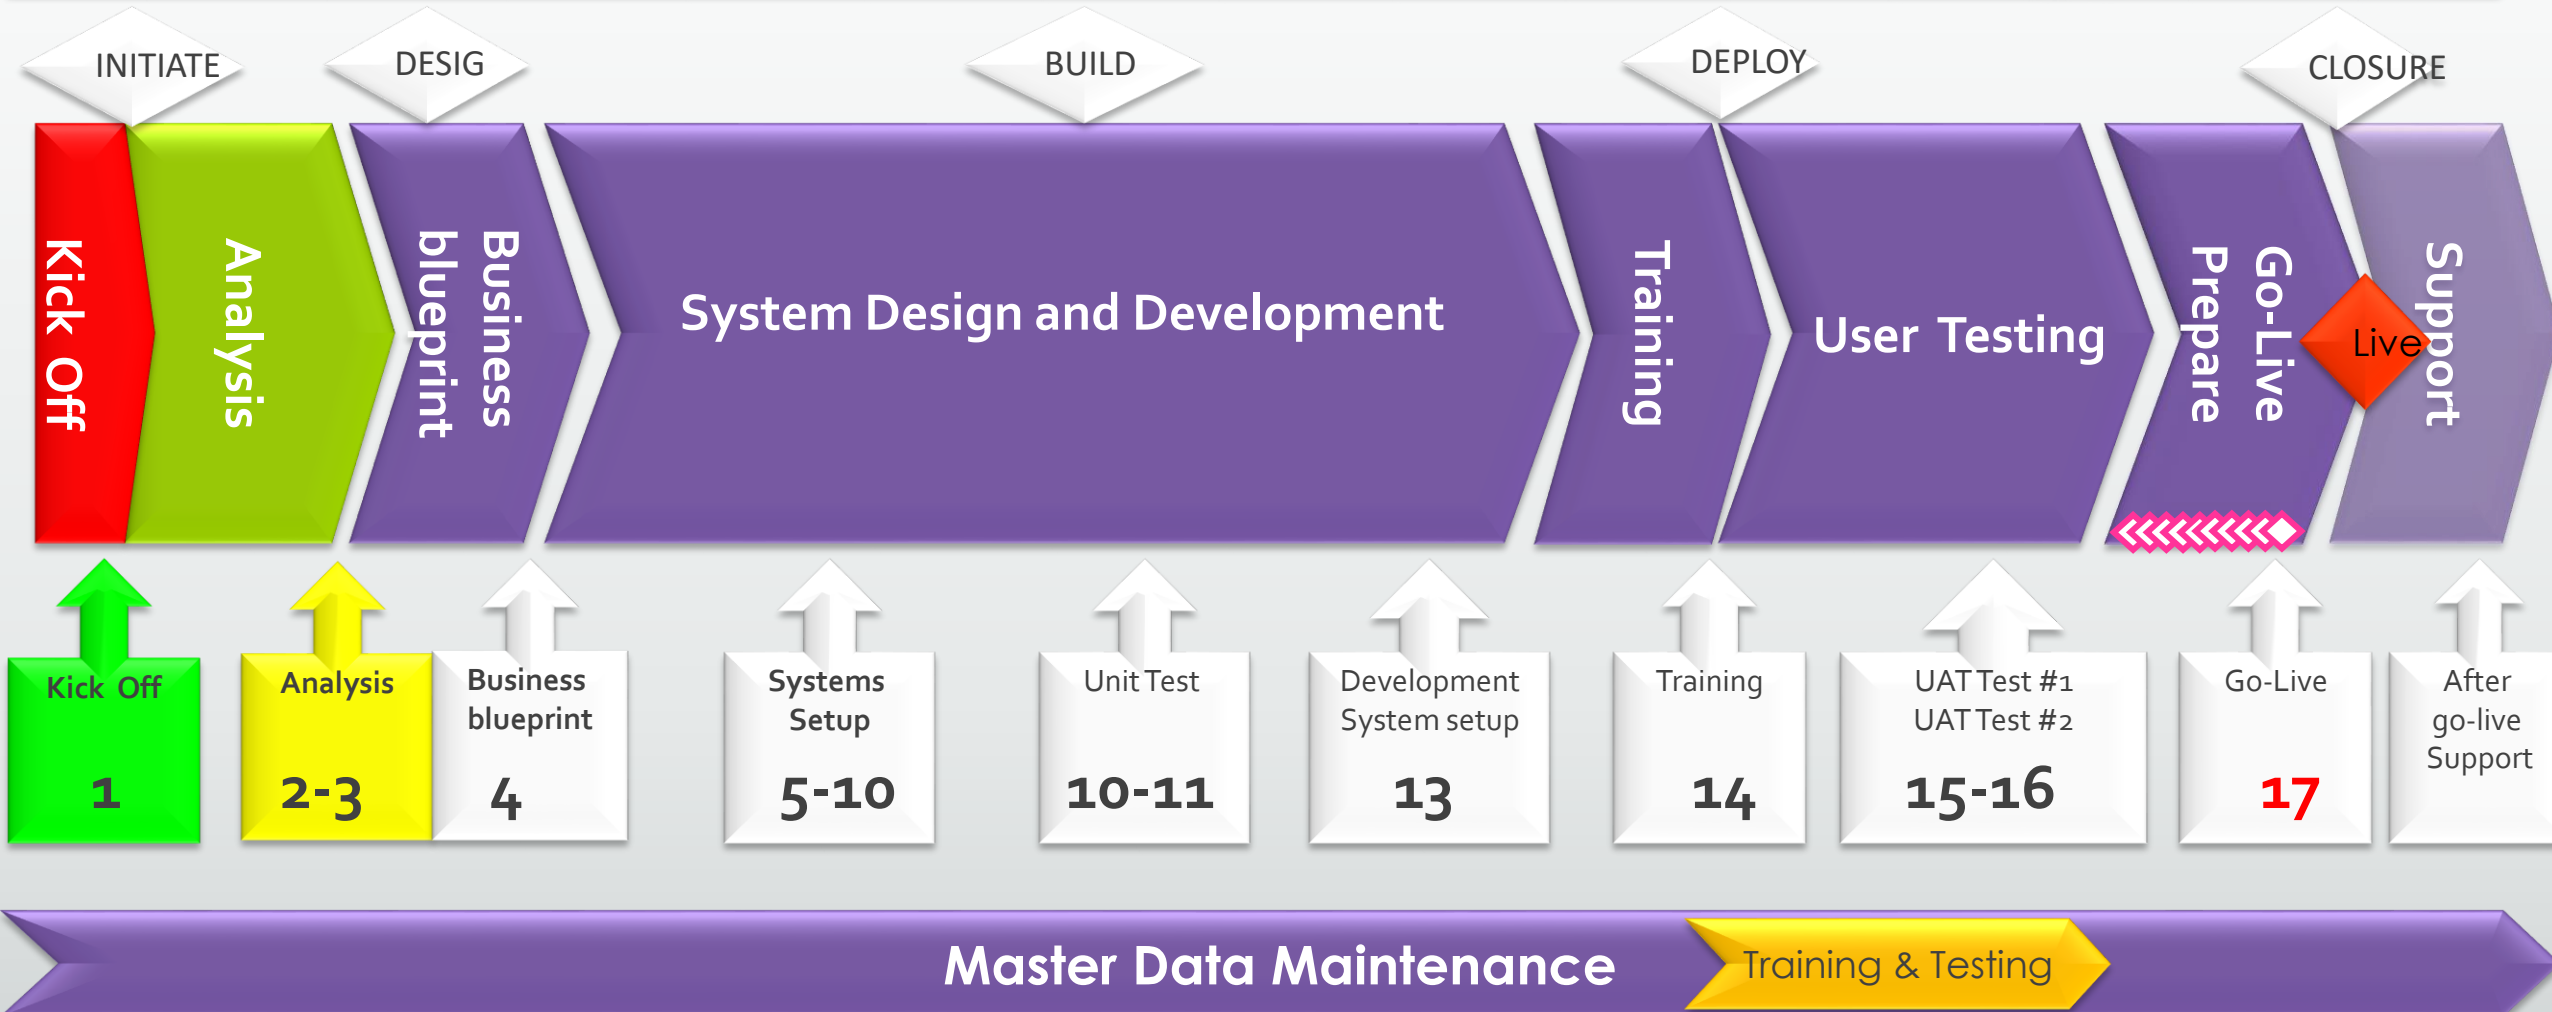 INITIATE
DESIG
BUILD
DEPLOY
CLOSURE
Kick Off
Analysis
Business
blueprint
System Design and Development
Training
User Testing
Go-Live
Prepare
Live
Support
Kick Off
1
Analysis
2-3
Business
blueprint
4
Systems
Setup
5-10
Unit Test
10-11
Development
System setup
13
Training
14
UAT Test #1
UAT Test #2
15-16
Go-Live
17
After
go-live
Support
Master Data Maintenance
Training & Testing